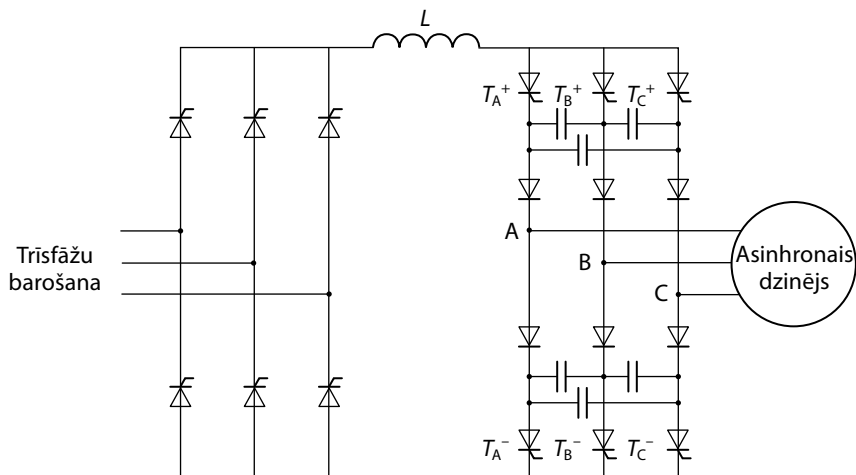 L
T_A^+ T_B^+ T_C^+
A
Trīsfāžu
barošana
B
C
Asinhronais
dzinējs
T_A^- T_B^- T_C^-